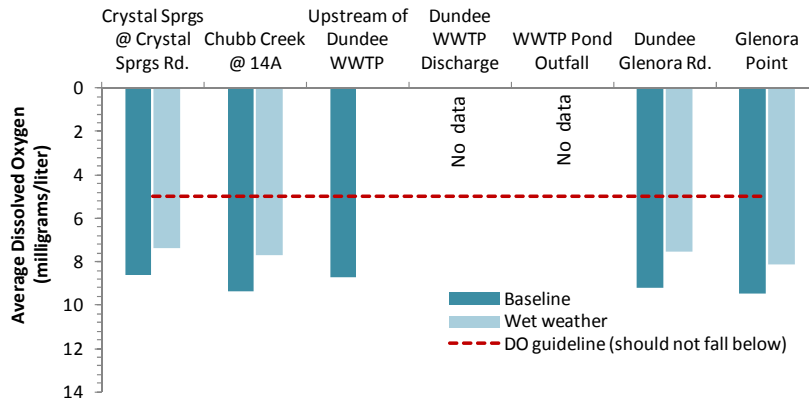 Crystal Sprgs
@ Crystal
Sprgs Rd.
Chubb Creek
@ 14A
Upstream of
Dundee
WWTP
Dundee
WWTP
Discharge
WWTP Pond
Outfall
Dundee
Glenora Rd.
Glenora
Point
Average Dissolved Oxygen
(milligrams/liter)
0
2
4
6
8
10
12
14
No data
No data
Baseline
Wet weather
DO guideline (should not fall below)